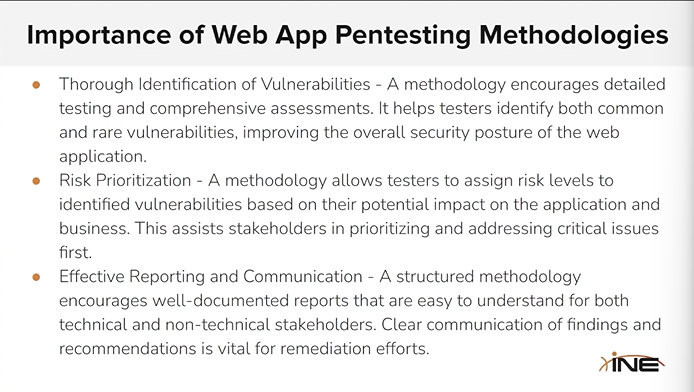 Importance of Web App Pentesting Methodologies
● Thorough Identification of Vulnerabilities - A methodology encourages detailed
testing and comprehensive assessments. It helps testers identify both common
and rare vulnerabilities, improving the overall security posture of the web
application.
● Risk Prioritization - A methodology allows testers to assign risk levels to
identified vulnerabilities based on their potential impact on the application and
business. This assists stakeholders in prioritizing and addressing critical issues
first.
● Effective Reporting and Communication - A structured methodology
encourages well-documented reports that are easy to understand for both
technical and non-technical stakeholders. Clear communication of findings and
recommendations is vital for remediation efforts.
INE